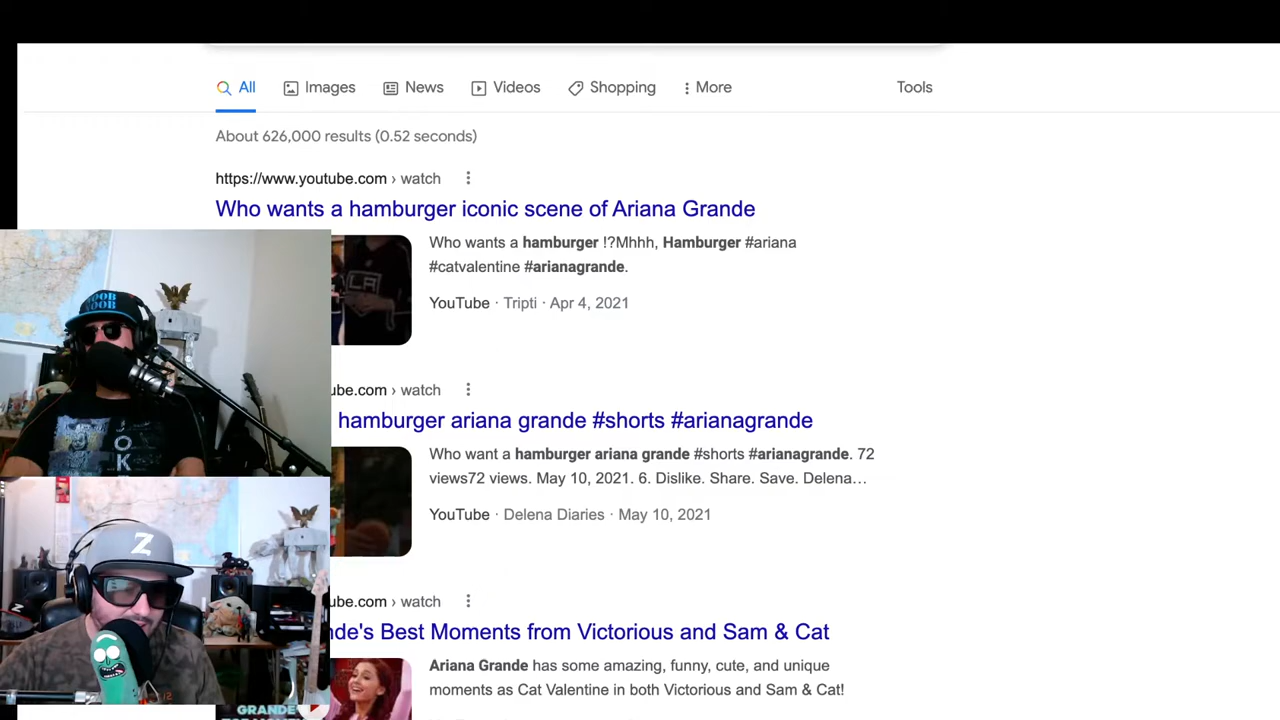 All Images News Videos Shopping More Tools
About 626,000 results (0.52 seconds)
https://www.youtube.com › watch
Who wants a hamburger iconic scene of Ariana Grande
Who wants a hamburger !?Mhhh, Hamburger #ariana
#catvalentine #arianagrande.
YouTube · Tripti · Apr 4, 2021
ube.com › watch
hamburger ariana grande #shorts #arianagrande
Who want a hamburger ariana grande #shorts #arianagrande. 72
views72 views. May 10, 2021. 6. Dislike. Share. Save. Delena…
YouTube · Delena Diaries · May 10, 2021
ube.com › watch
nde's Best Moments from Victorious and Sam & Cat
Ariana Grande has some amazing, funny, cute, and unique
moments as Cat Valentine in both Victorious and Sam & Cat!
GRANDE
NOOB
NOOB
JOK
Z